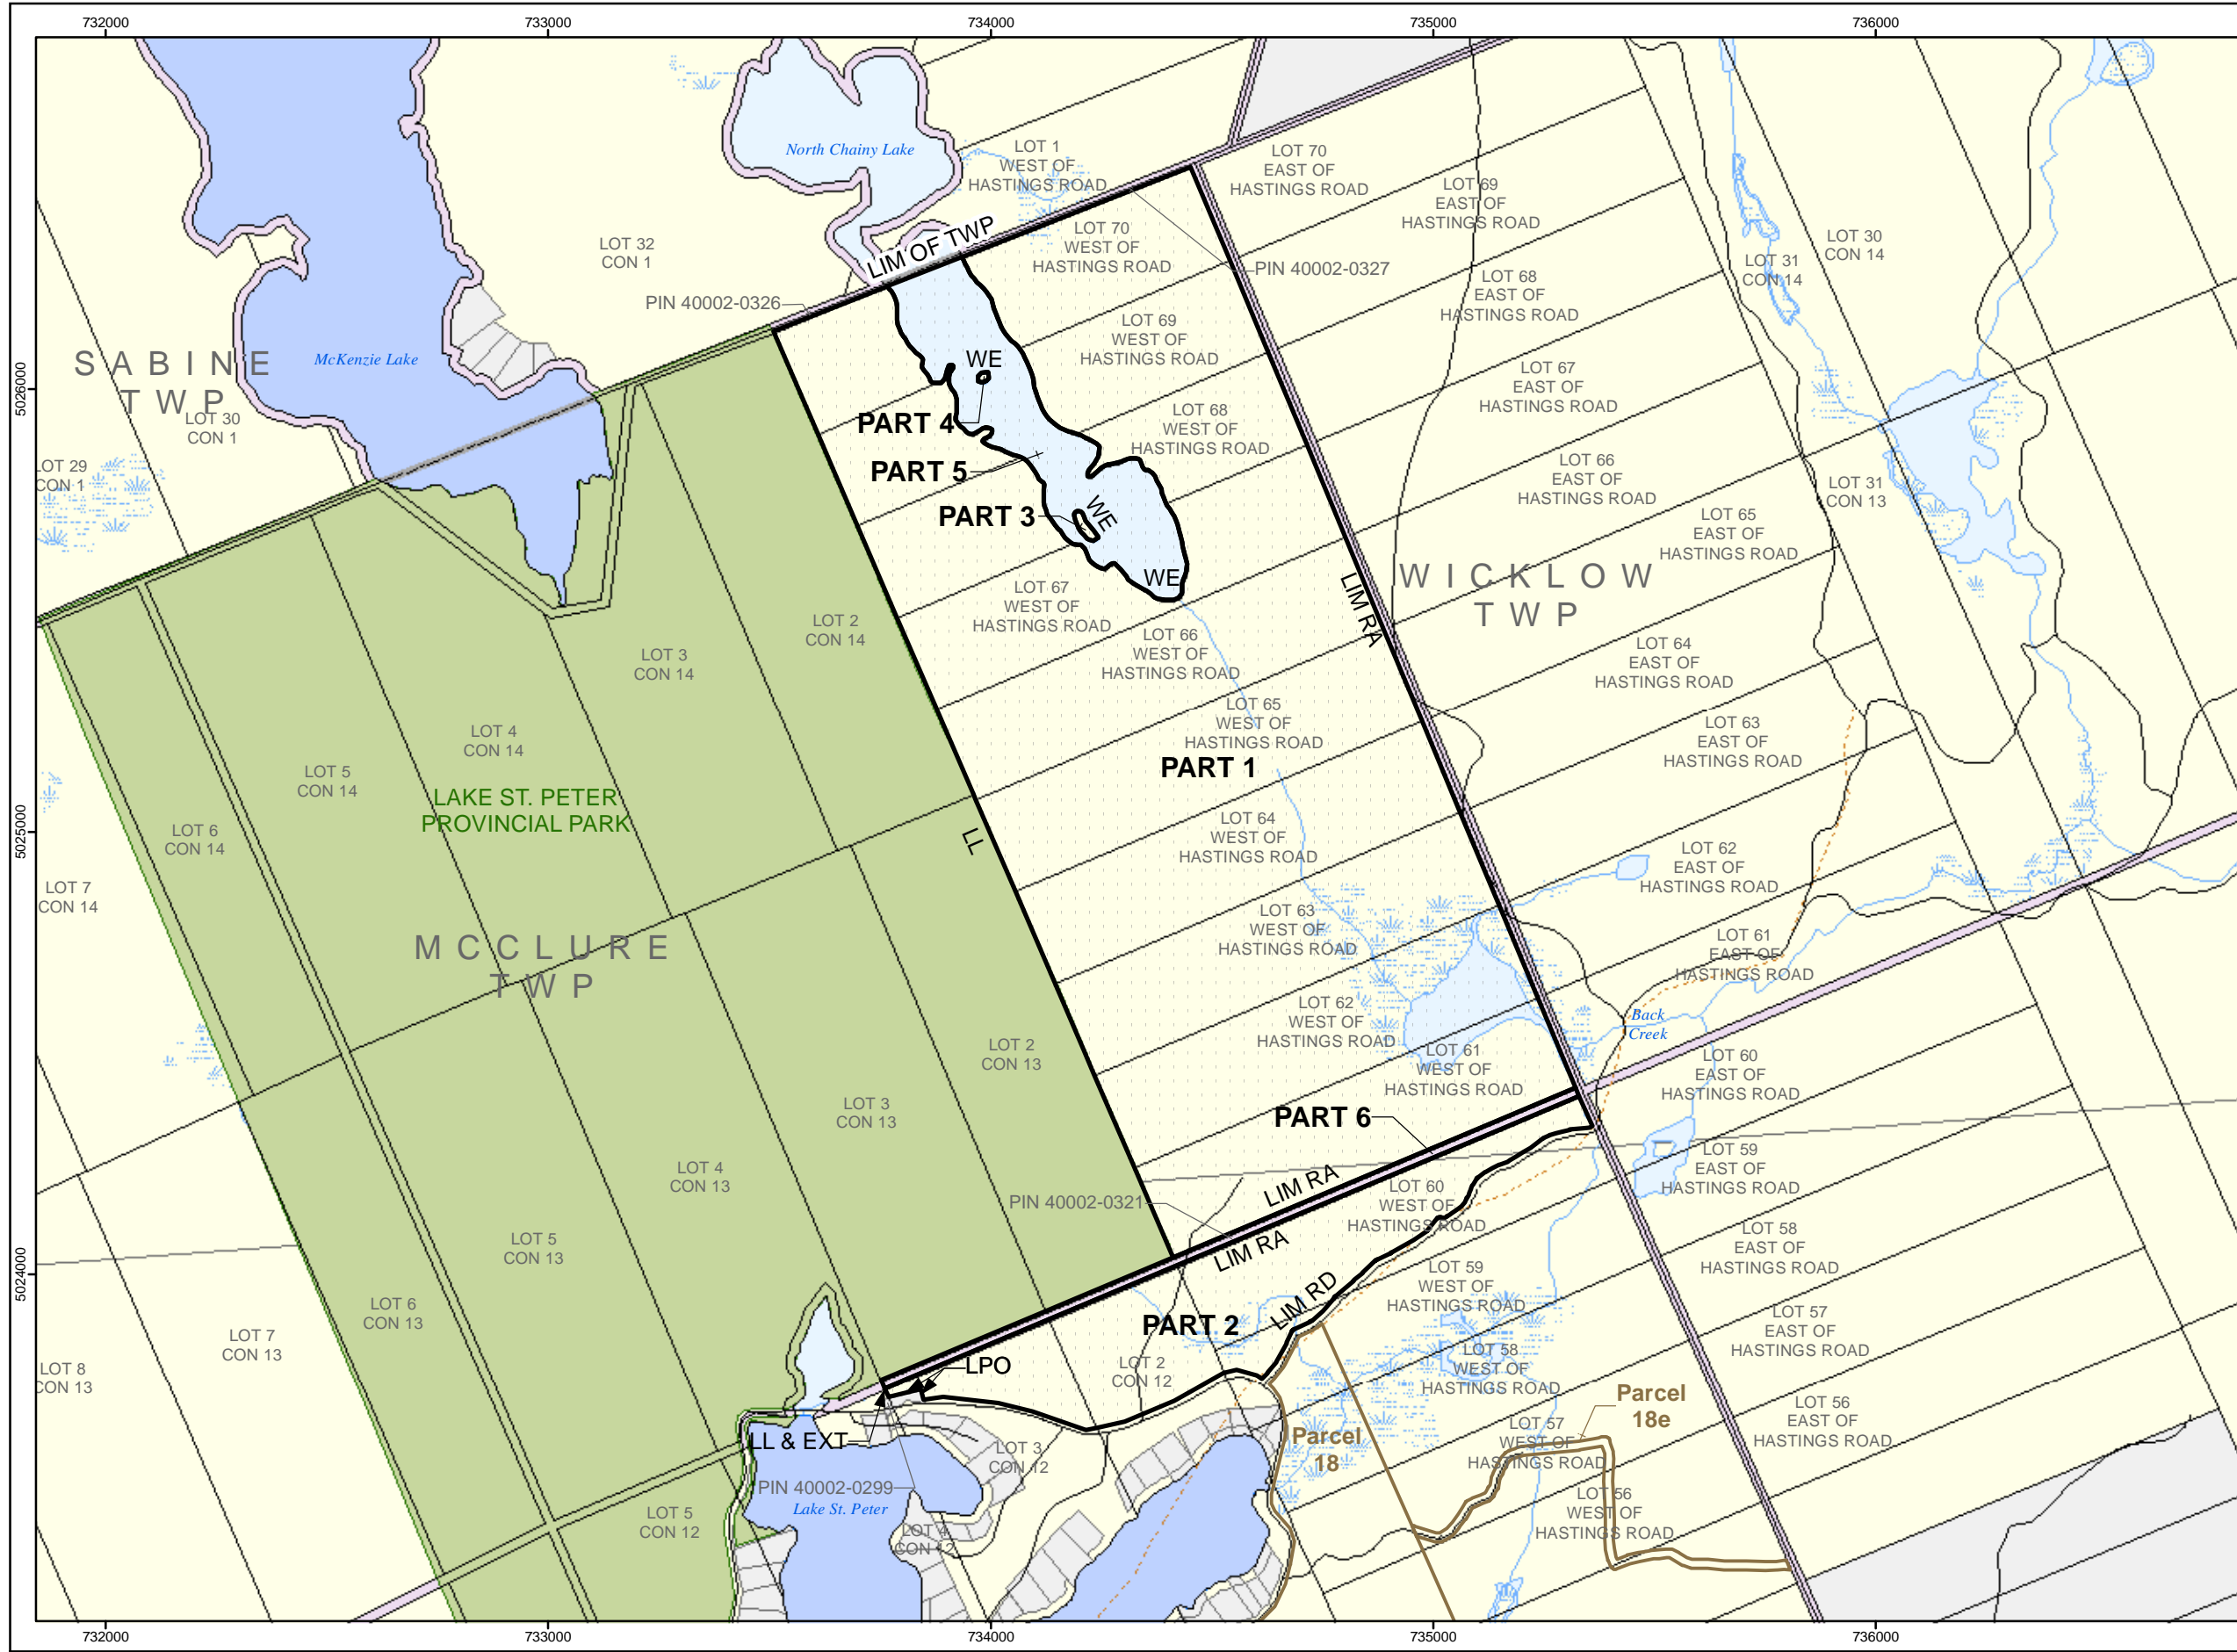 732000
733000
734000
735000
736000
North Chainy Lake
LOT 1
WEST OF
HASTINGS ROAD
LOT 70
EAST OF
HASTINGS ROAD
LOT 69
EAST OF
HASTINGS ROAD
LOT 32
CON 1
LIM OF TWP
LOT 70
WEST OF
HASTINGS ROAD
LOT 31
CON 14
LOT 30
CON 14
PIN 40002-0327
LOT 68
EAST OF
HASTINGS ROAD
PIN 40002-0326
LOT 69
WEST OF
HASTINGS ROAD
SABINE
TWP
McKenzie Lake
WE
LOT 67
EAST OF
HASTINGS ROAD
5026000
LOT 30
CON 1
PART 4
LOT 68
WEST OF
HASTINGS ROAD
LOT 29
CON 1
PART 5
LOT 66
EAST OF
HASTINGS ROAD
LOT 31
CON 13
PART 3
WE
LOT 65
EAST OF
HASTINGS ROAD
WE
LIM RA
WICKLOW
TWP
LOT 67
WEST OF
HASTINGS ROAD
LOT 2
CON 14
LOT 66
WEST OF
HASTINGS ROAD
LOT 3
CON 14
LOT 64
EAST OF
HASTINGS ROAD
LOT 65
WEST OF
HASTINGS ROAD
LOT 63
EAST OF
HASTINGS ROAD
LOT 4
CON 14
LOT 5
CON 14
PART 1
LAKE ST. PETER
PROVINCIAL PARK
5025000
LOT 6
CON 14
LL
LOT 64
WEST OF
HASTINGS ROAD
LOT 62
EAST OF
HASTINGS ROAD
LOT 7
CON 14
LOT 63
WEST OF
HASTINGS ROAD
LOT 61
EAST OF
HASTINGS ROAD
MCCLURE
TWP
LOT 62
WEST OF
HASTINGS ROAD
Back
Creek
LOT 2
CON 13
LOT 61
WEST OF
HASTINGS ROAD
LOT 60
EAST OF
HASTINGS ROAD
LOT 3
CON 13
PART 6
LOT 59
EAST OF
HASTINGS ROAD
LOT 4
CON 13
LIM RA
PIN 40002-0321
LOT 60
WEST OF
HASTINGS ROAD
LOT 5
CON 13
LIM RA
LOT 58
EAST OF
HASTINGS ROAD
5024000
LOT 59
WEST OF
HASTINGS ROAD
LOT 6
CON 13
LIM RD
LOT 7
CON 13
PART 2
LOT 57
EAST OF
HASTINGS ROAD
LOT 8
CON 13
LPO
LOT 2
CON 12
LOT 58
WEST OF
HASTINGS ROAD
Parcel
18e
LOT 56
EAST OF
HASTINGS ROAD
LL & EXT
LOT 3
CON 12
Parcel
18
LOT 57
WEST OF
HASTINGS ROAD
PIN 40002-0299
Lake St. Peter
LOT 5
CON 12
LOT 4
CON 12
LOT 56
WEST OF
HASTINGS ROAD
732000
733000
734000
735000
736000